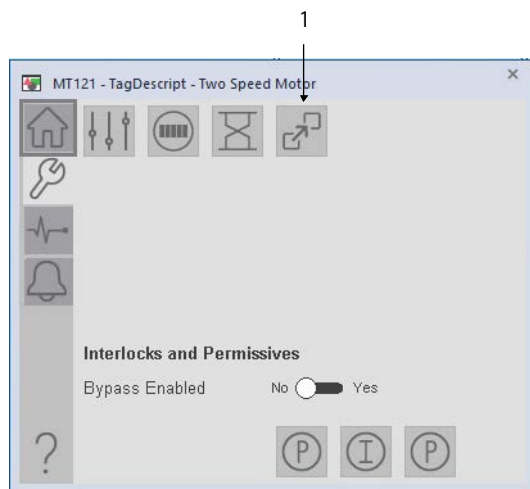 1
MT121 - TagDescript - Two Speed Motor
Interlocks and Permissives
Bypass Enabled No Yes
? P I P